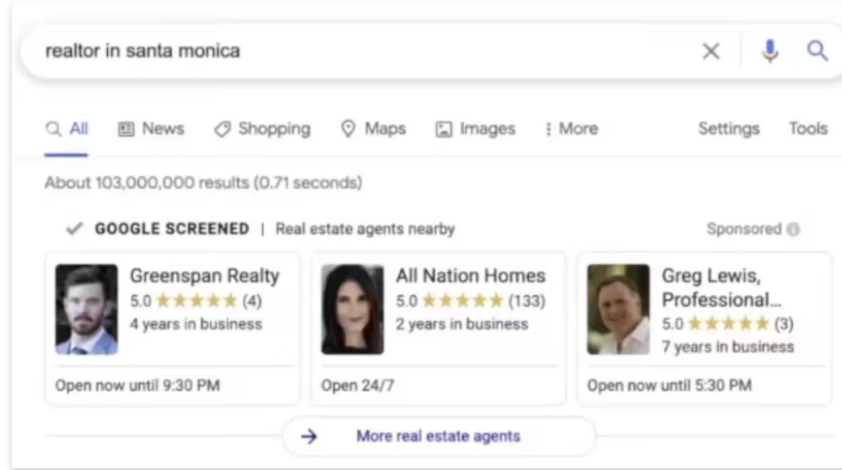 realtor in santa monica
All News Shopping Maps Images More Settings Tools
About 103,000,000 results (0.71 seconds)
GOOGLE SCREENED | Real estate agents nearby Sponsored
Greenspan Realty
5.0 ★★★★★ (4)
4 years in business
Open now until 9:30 PM
All Nation Homes
5.0 ★★★★★ (133)
2 years in business
Open 24/7
Greg Lewis,
Professional...
5.0 ★★★★★ (3)
7 years in business
Open now until 5:30 PM
More real estate agents